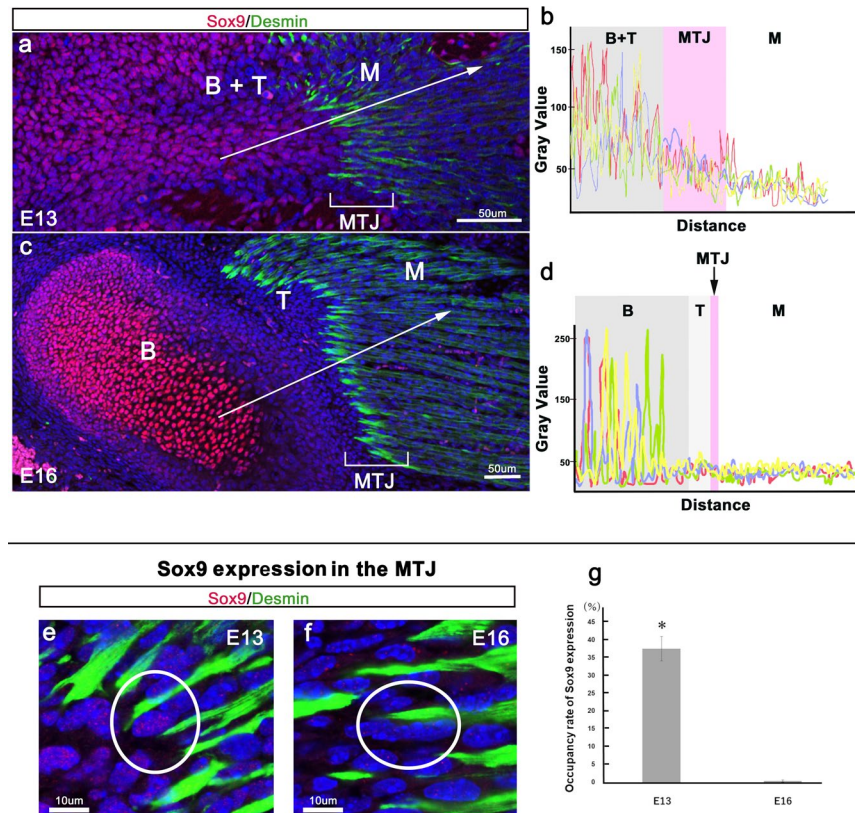 Sox9/Desmin
a
B + T
M
E13
MTJ
50um
b
B+T
MTJ
M
150
100
50
Gray Value
Distance
c
M
T
B
E16
MTJ
50um
d
MTJ
B
T
M
250
150
50
Gray Value
Distance
Sox9 expression in the MTJ
Sox9/Desmin
e
E13
10um
f
E16
10um
g
(%)
*
45
40
35
30
25
20
15
10
5
0
Occupancy rate of Sox9 expression
E13
E16